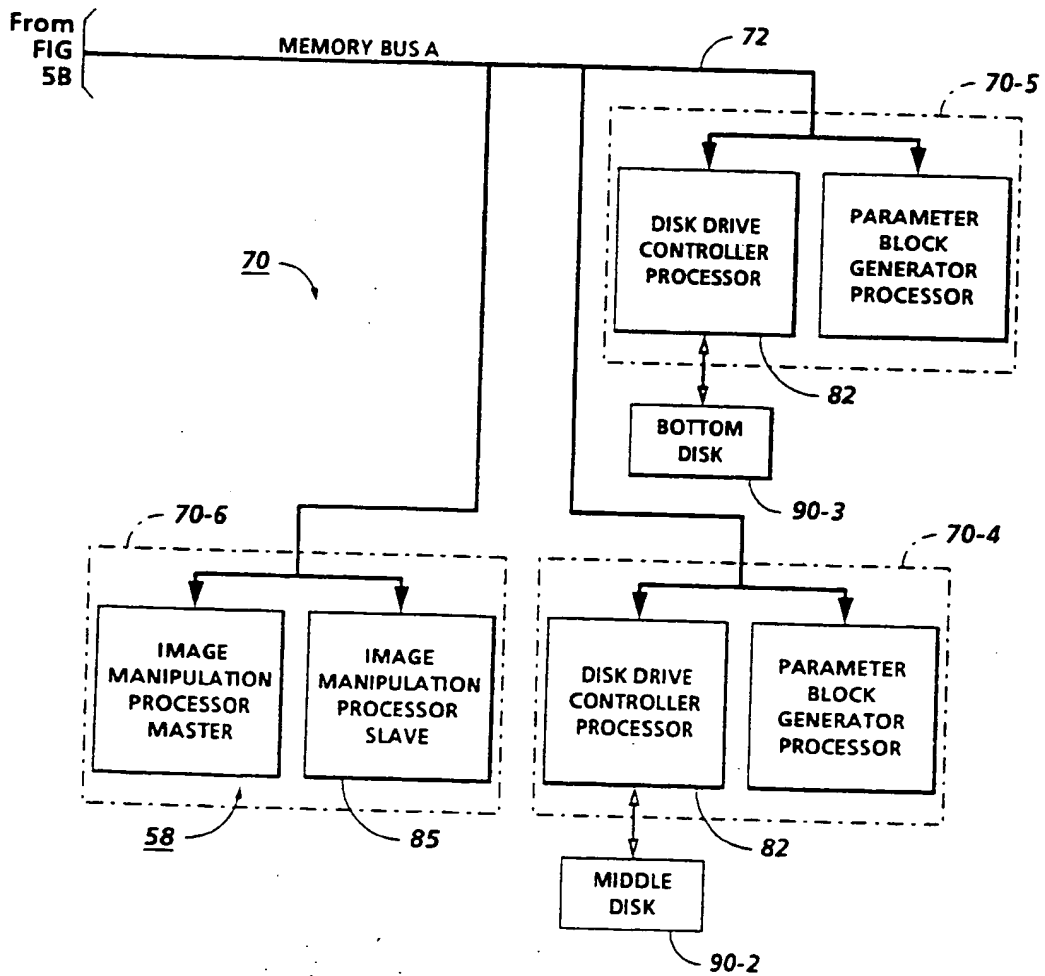 From
FIG
5B
MEMORY BUS A
72
70-5
DISK DRIVE
CONTROLLER
PROCESSOR
PARAMETER
BLOCK
GENERATOR
PROCESSOR
70
82
BOTTOM
DISK
90-3
70-6
70-4
IMAGE
MANIPULATION
PROCESSOR
MASTER
IMAGE
MANIPULATION
PROCESSOR
SLAVE
DISK DRIVE
CONTROLLER
PROCESSOR
PARAMETER
BLOCK
GENERATOR
PROCESSOR
58
85
82
MIDDLE
DISK
90-2